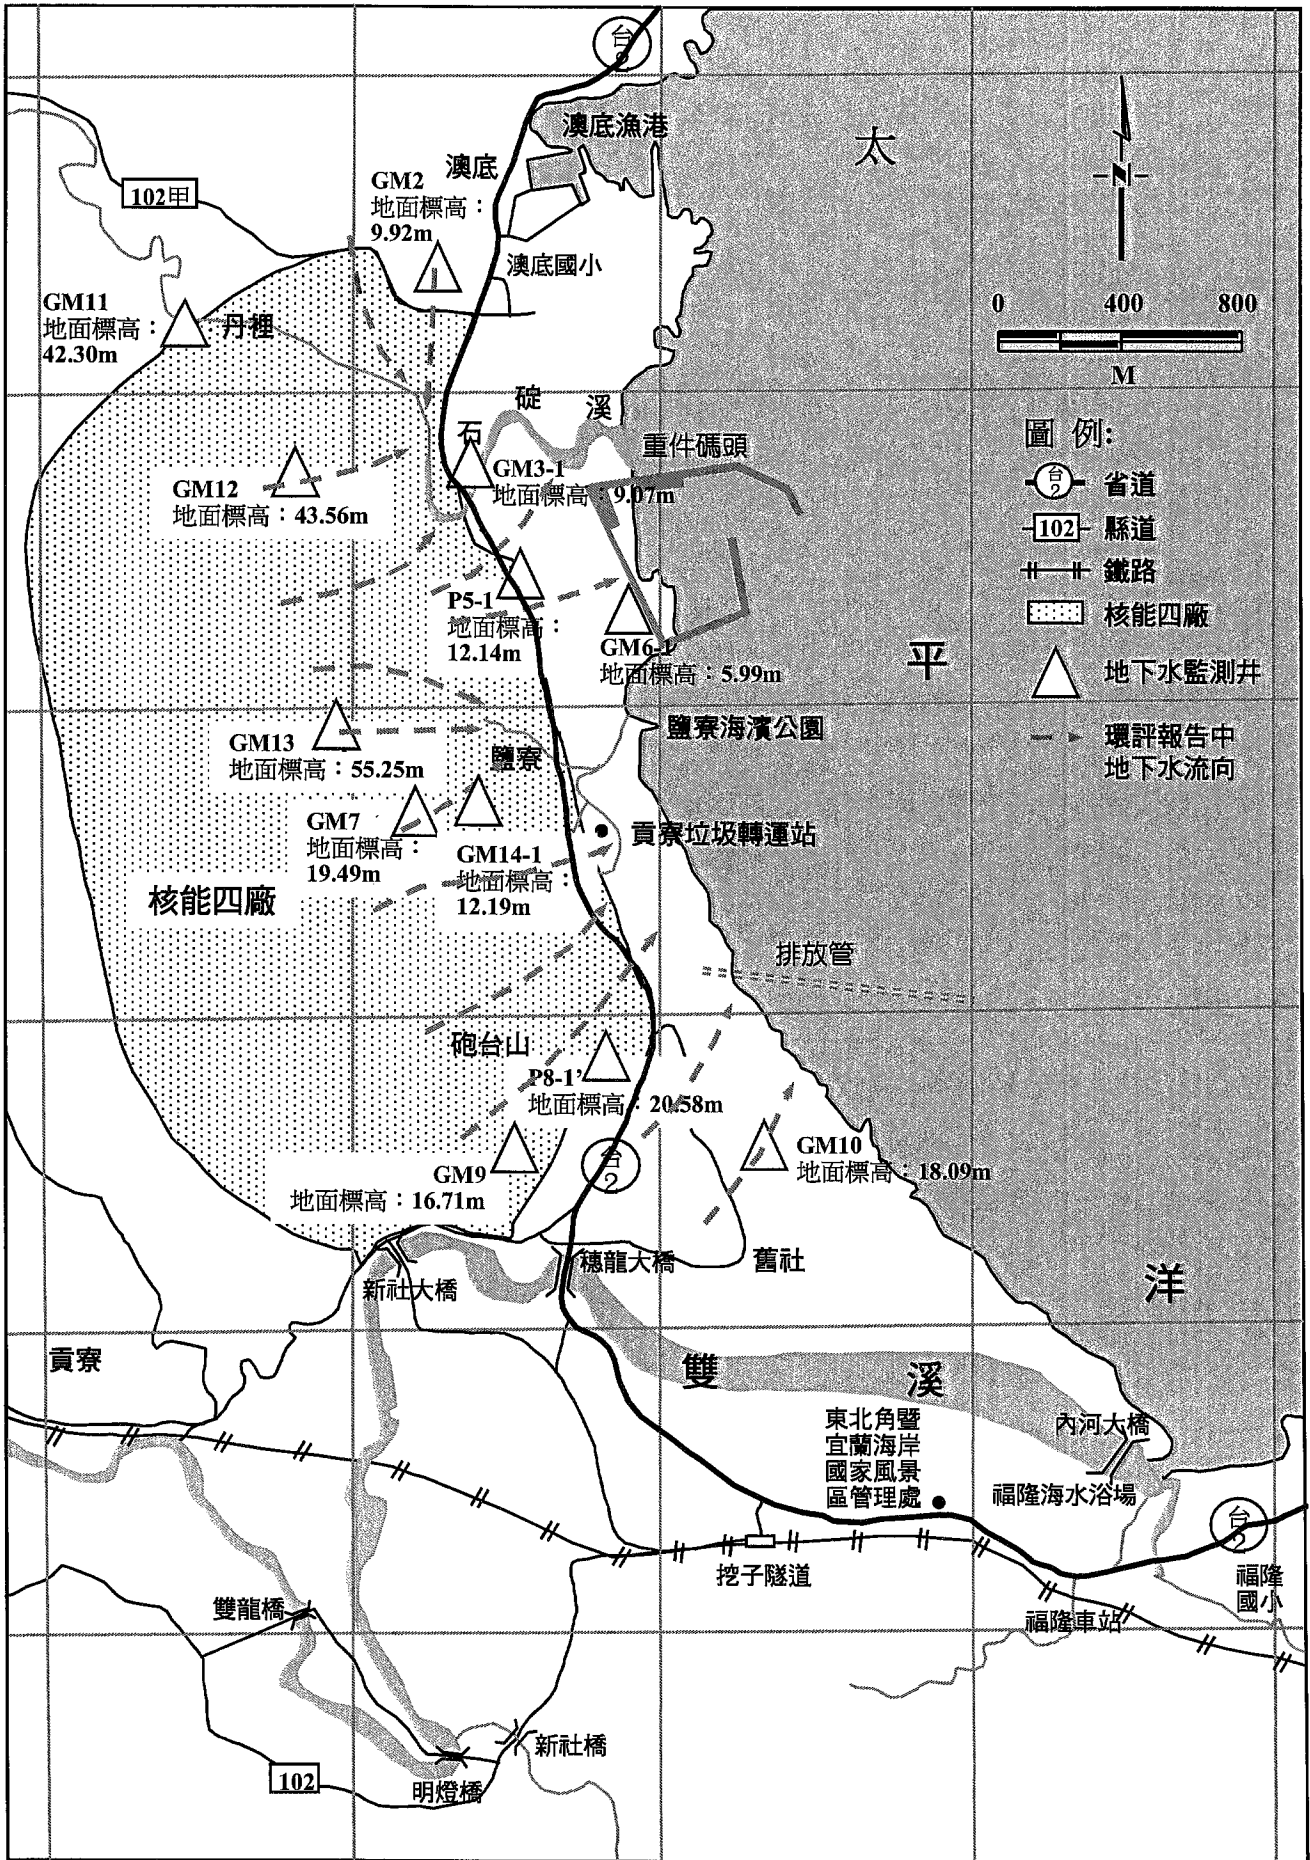 台
2
澳底漁港
太
澳底
GM2
地面標高：
9.92m
102甲
N
澳底國小
GM11
地面標高：
42.30m
丹裡
0 400 800
M
碇 溪
石
重件碼頭
圖 例:
GM3-1
地面標高：9.07m
GM12
地面標高：43.56m
台
2
省道
102
縣道
鐵路
核能四廠
地下水監測井
環評報告中
地下水流向
P5-1
地面標高：
12.14m
GM6-1
地面標高：5.99m
平
鹽寮海濱公園
GM13
地面標高：55.25m
鹽寮
GM7
地面標高：
19.49m
貢寮垃圾轉運站
GM14-1
地面標高：
12.19m
核能四廠
排放管
砲台山
P8-1’
地面標高：20.58m
GM10
地面標高：18.09m
GM9
地面標高：16.71m
台
2
穗龍大橋
舊社
新社大橋
洋
貢寮
雙 溪
東北角暨
宜蘭海岸
國家風景
區管理處
內河大橋
福隆海水浴場
台
2
挖子隧道
福隆
國小
福隆車站
雙龍橋
新社橋
102
明燈橋